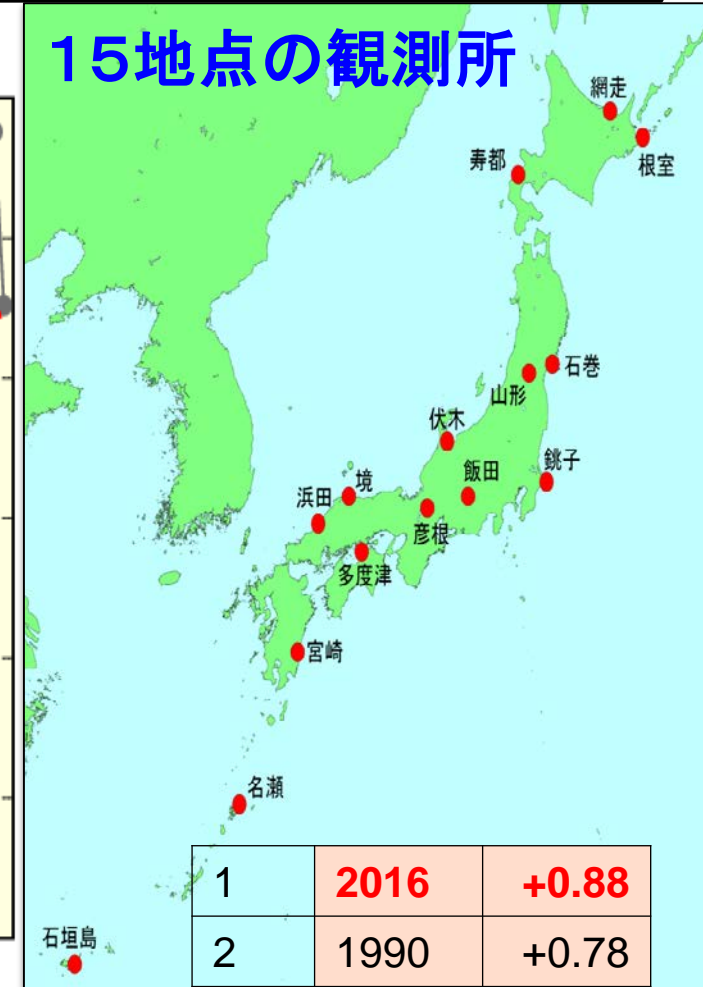 15地点の観測所
網走
寿都
根室
石巻
山形
伏木
飯田
銚子
境
浜田
彦根
多度津
宮崎
名瀬
石垣島
1 2016 +0.88
2 1990 +0.78